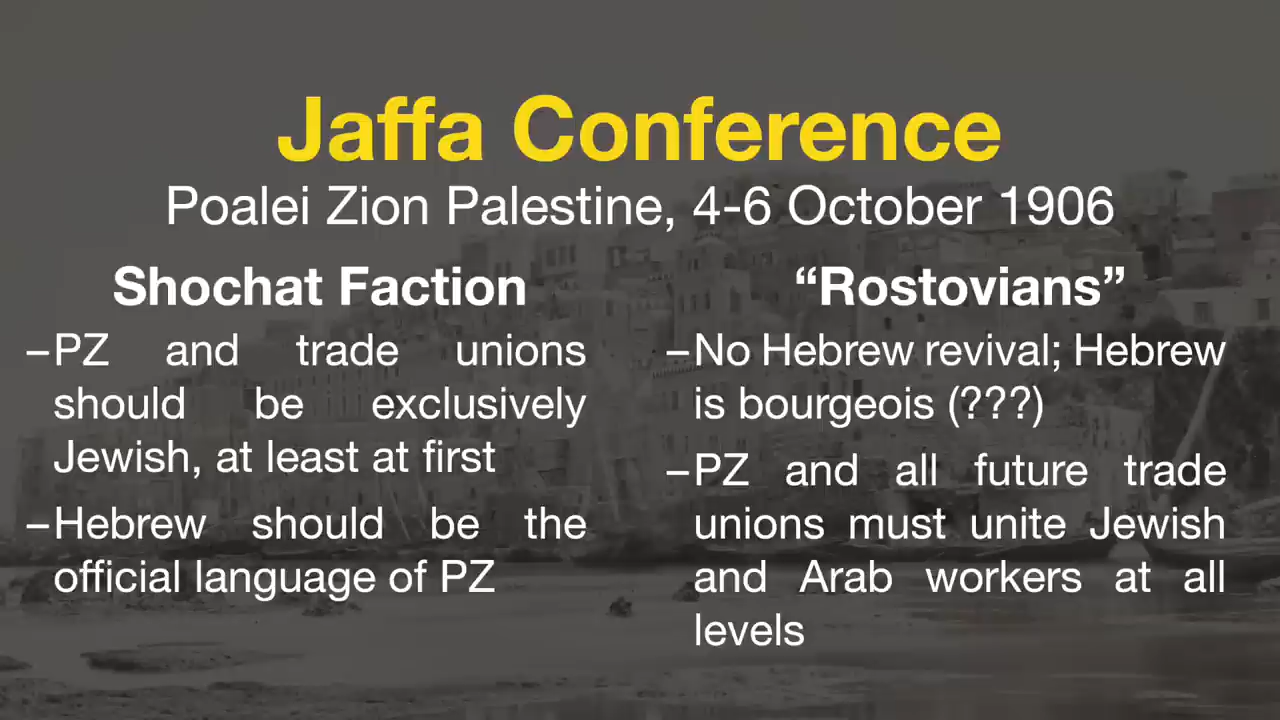 Jaffa Conference
Poalei Zion Palestine, 4-6 October 1906
Shochat Faction
–PZ and trade unions
should be exclusively
Jewish, at least at first
–Hebrew should be the
official language of PZ
“Rostovians”
–No Hebrew revival; Hebrew
is bourgeois (???)
–PZ and all future trade
unions must unite Jewish
and Arab workers at all
levels